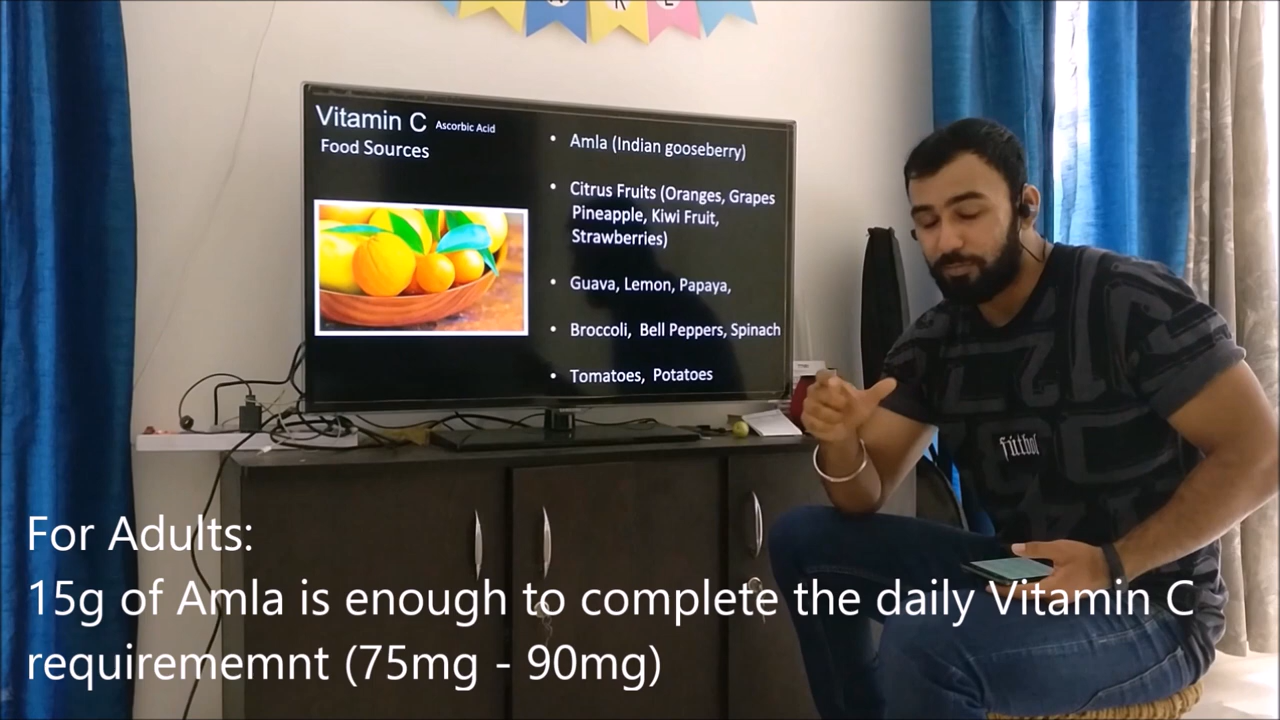 Vitamin C Ascorbic Acid
Food Sources
• Amla (Indian gooseberry)
• Citrus Fruits (Oranges, Grapes
Pineapple, Kiwi Fruit,
Strawberries)
• Guava, Lemon, Papaya,
• Broccoli, Bell Peppers, Spinach
• Tomatoes, Potatoes
fútbol
For Adults:
15g of Amla is enough to complete the daily Vitamin C
requirememnt (75mg - 90mg)